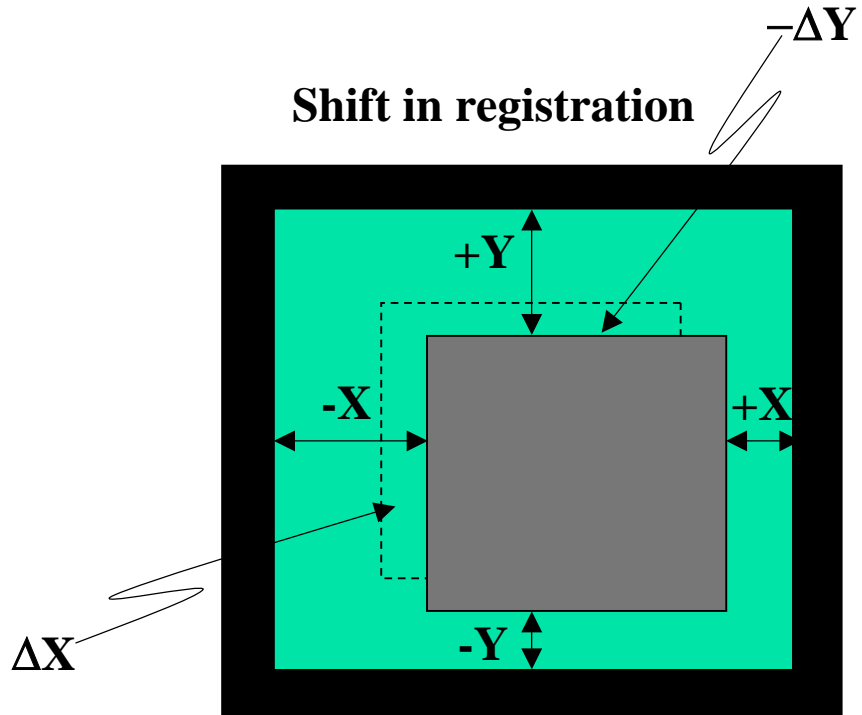 −ΔY
Shift in registration
+Y
-X
+X
-Y
ΔX